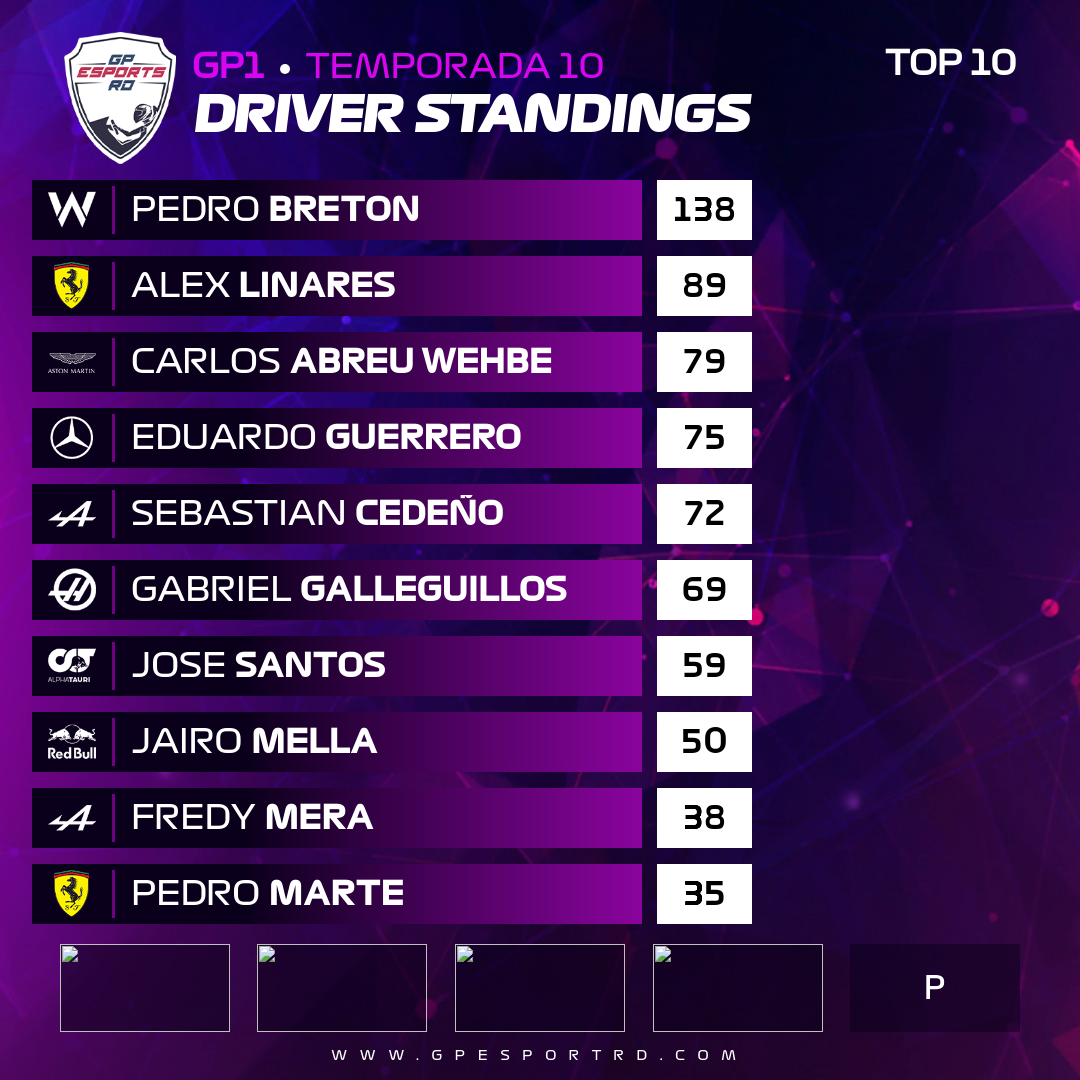 GP
ESPORTS
RD
GP1 • TEMPORADA 10
DRIVER STANDINGS
TOP 10
PEDRO BRETON 138
ALEX LINARES 89
ASTON MARTIN
CARLOS ABREU WEHBE 79
EDUARDO GUERRERO 75
SEBASTIAN CEDEÑO 72
GABRIEL GALLEGUILLOS 69
ALPHATAURI
JOSE SANTOS 59
Red Bull
JAIRO MELLA 50
FREDY MERA 38
S F
PEDRO MARTE 35
P
WWW.GPESPORTRD.COM